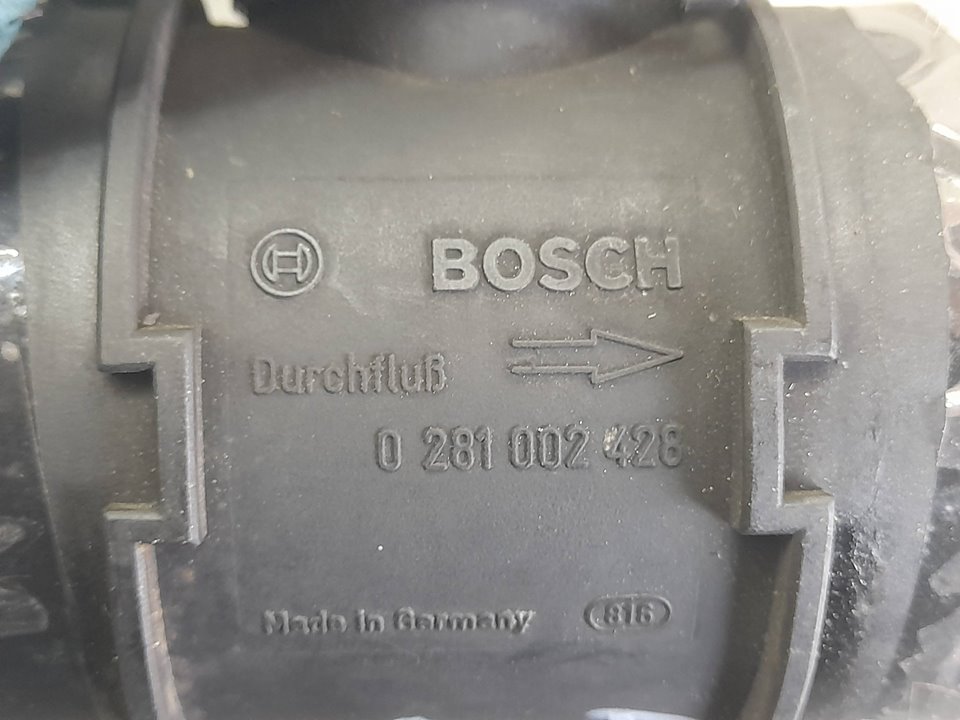 BOSCH
Durchfluß
0 281 002 428
Made in Germany 816